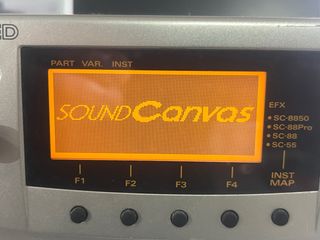 ED
PART VAR. INST
SOUND Canvas
EFX
SC-8850
SC-88Pro
SC-88
SC-55
F1 F2 F3 F4 INST
MAP